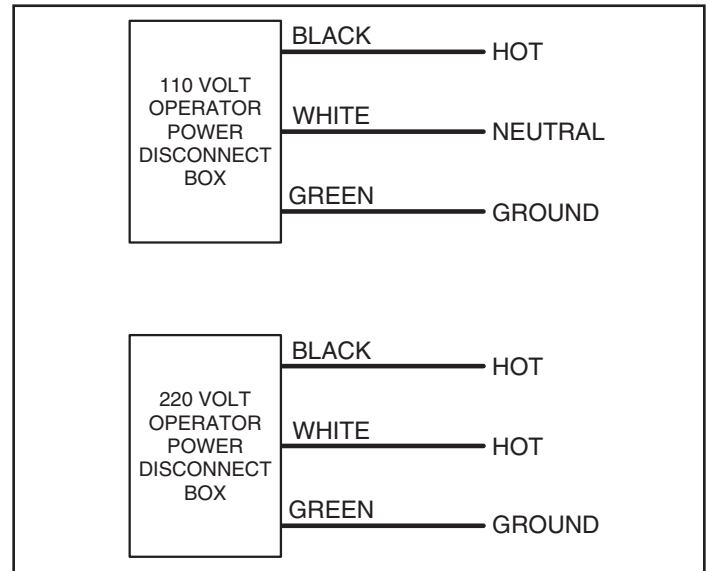 110 VOLT
OPERATOR
POWER
DISCONNECT
BOX
BLACK
HOT
WHITE
NEUTRAL
GREEN
GROUND
220 VOLT
OPERATOR
POWER
DISCONNECT
BOX
BLACK
HOT
WHITE
HOT
GREEN
GROUND